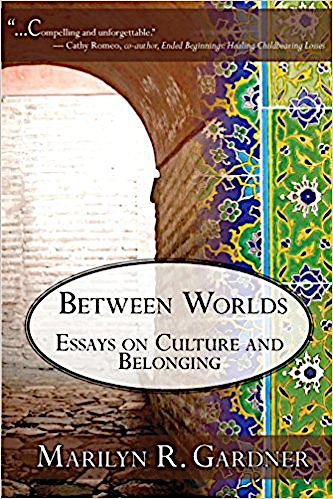 "...Compelling and unforgettable."
— Cathy Romeo, co-author, Ended Beginnings: Healing Childbearing Losses
Between Worlds
Essays on Culture and
Belonging
Marilyn R. Gardner